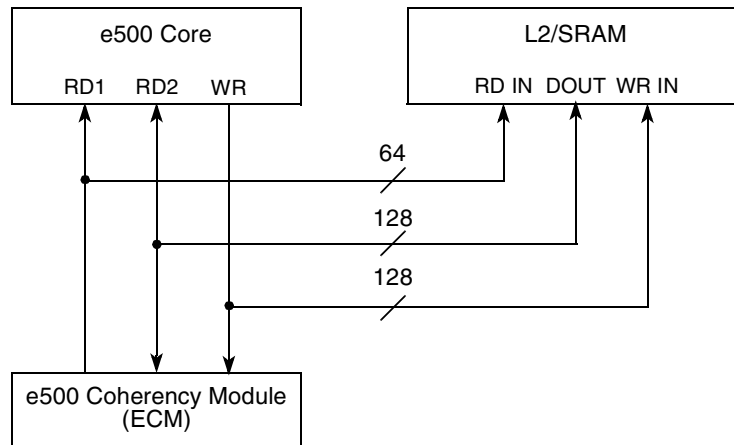 e500 Core
RD1 RD2 WR
L2/SRAM
RD IN DOUT WR IN
64
128
128
e500 Coherency Module
(ECM)